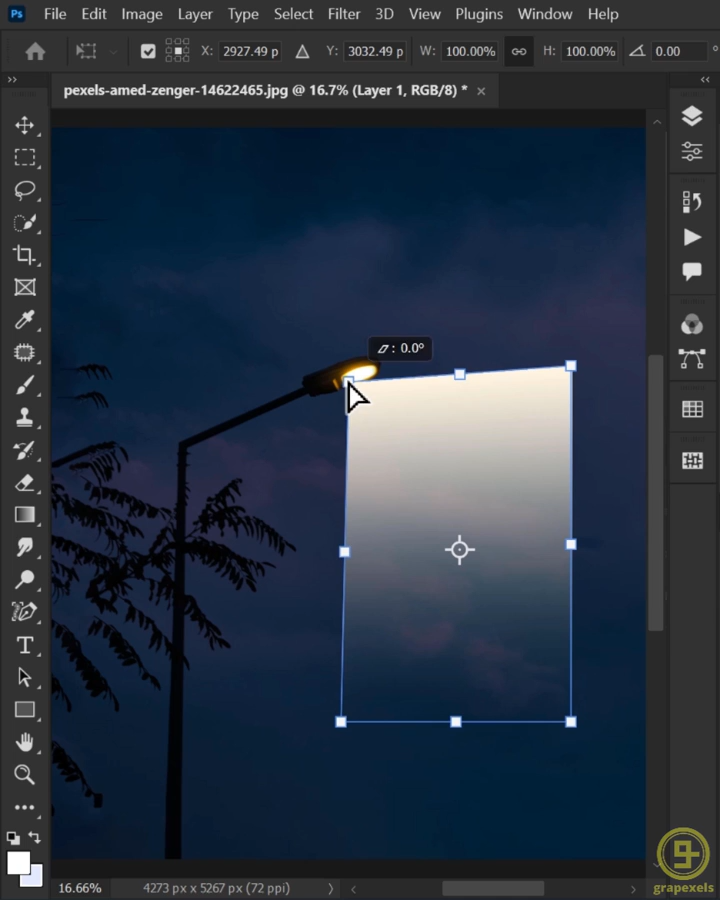 Ps File Edit Image Layer Type Select Filter 3D View Plugins Window Help
X: 2927.49 p Y: 3032.49 p W: 100.00% H: 100.00% 0.00 °
pexels-amed-zenger-14622465.jpg @ 16.7% (Layer 1, RGB/8) * ×
: 0.0°
T
16.66% 4273 px x 5267 px (72 ppi)
grapexels